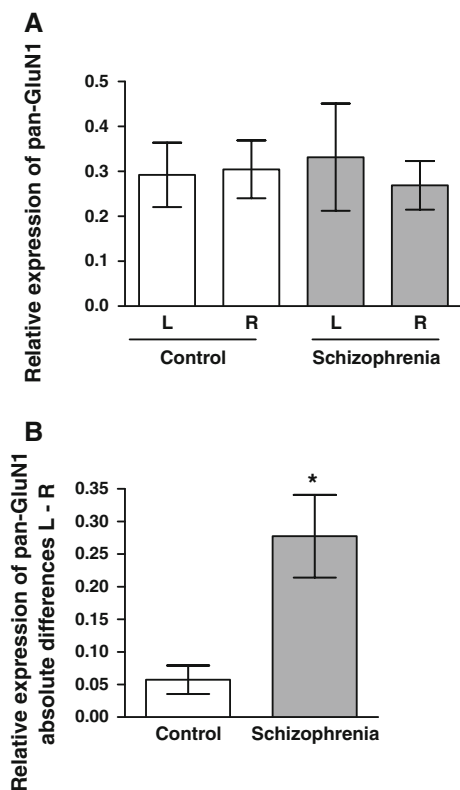 A
Relative expression of pan-GluN1
0.5
0.4
0.3
0.2
0.1
0.0
L R L R
Control Schizophrenia
B
Relative expression of pan-GluN1
absolute differences L - R
0.35
0.30
0.25
0.20
0.15
0.10
0.05
0.00
*
Control Schizophrenia